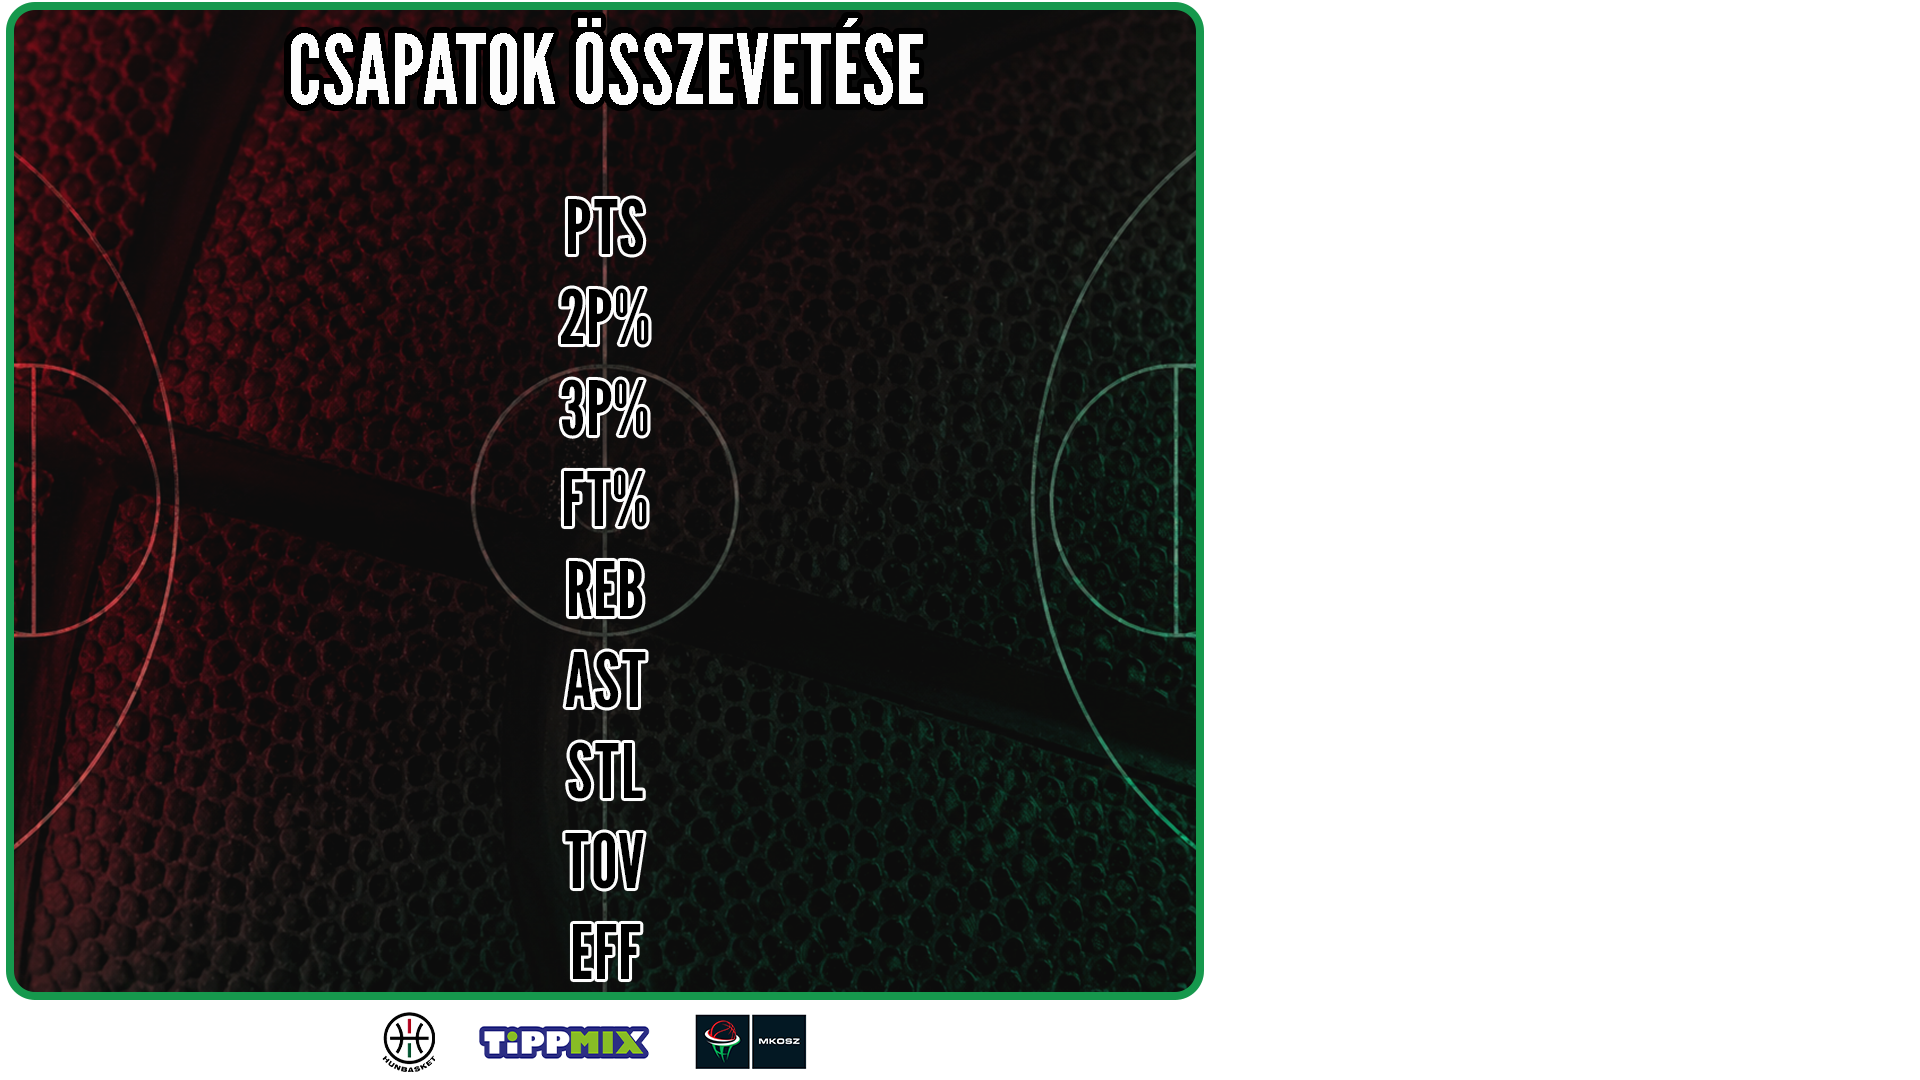 CSAPATOK ÖSSZEVETÉSE
PTS
2P%
3P%
FT%
REB
AST
STL
TOV
EFF
HUNBASKET
TiPPMIX
MKOSZ